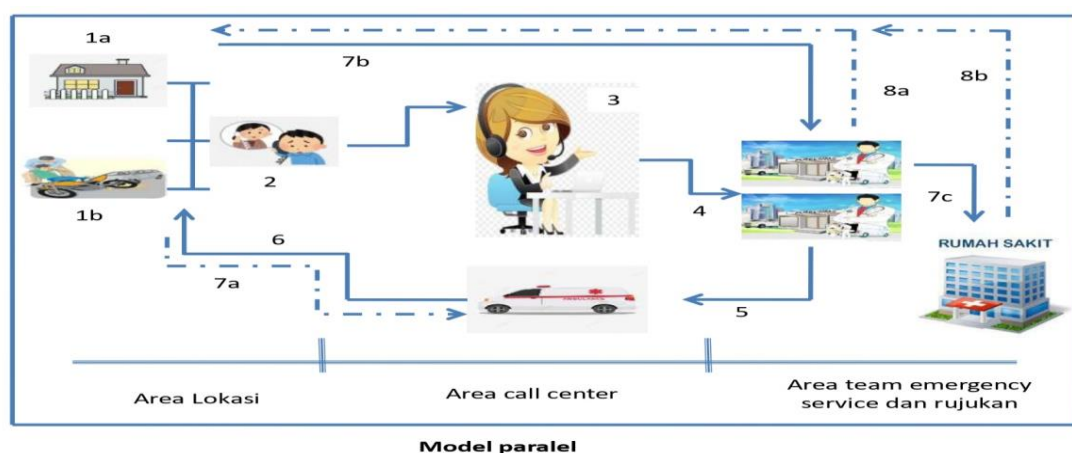 1a
7b
8a
8b
3
2
1b
4
7c
RUMAH SAKIT
6
7a
5
AMBULANCE
Area Lokasi
Area call center
Area team emergency
service dan rujukan
Model paralel